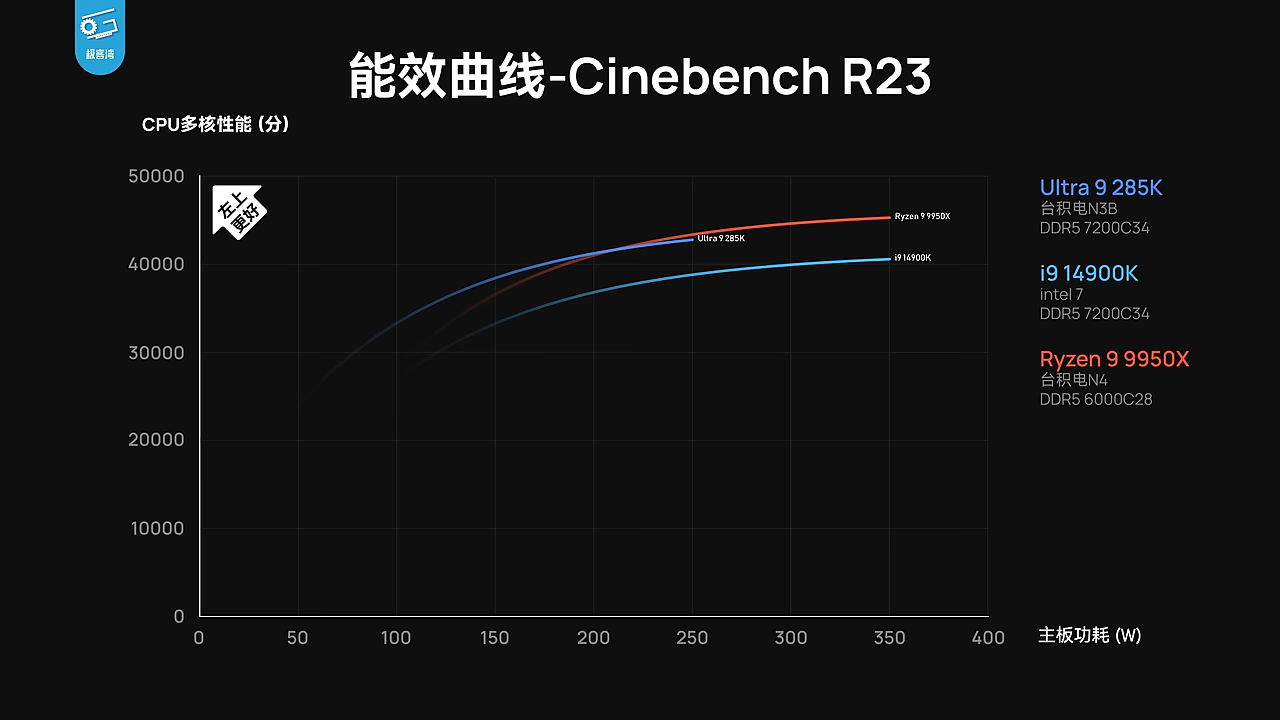 极客湾
能效曲线-Cinebench R23
CPU多核性能 (分)
50000
40000
30000
20000
10000
0
左上
更好
Ryzen 9 9950X
Ultra 9 285K
i9 14900K
0 50 100 150 200 250 300 350 400
主板功耗 (W)
Ultra 9 285K
台积电N3B
DDR5 7200C34
i9 14900K
intel 7
DDR5 7200C34
Ryzen 9 9950X
台积电N4
DDR5 6000C28